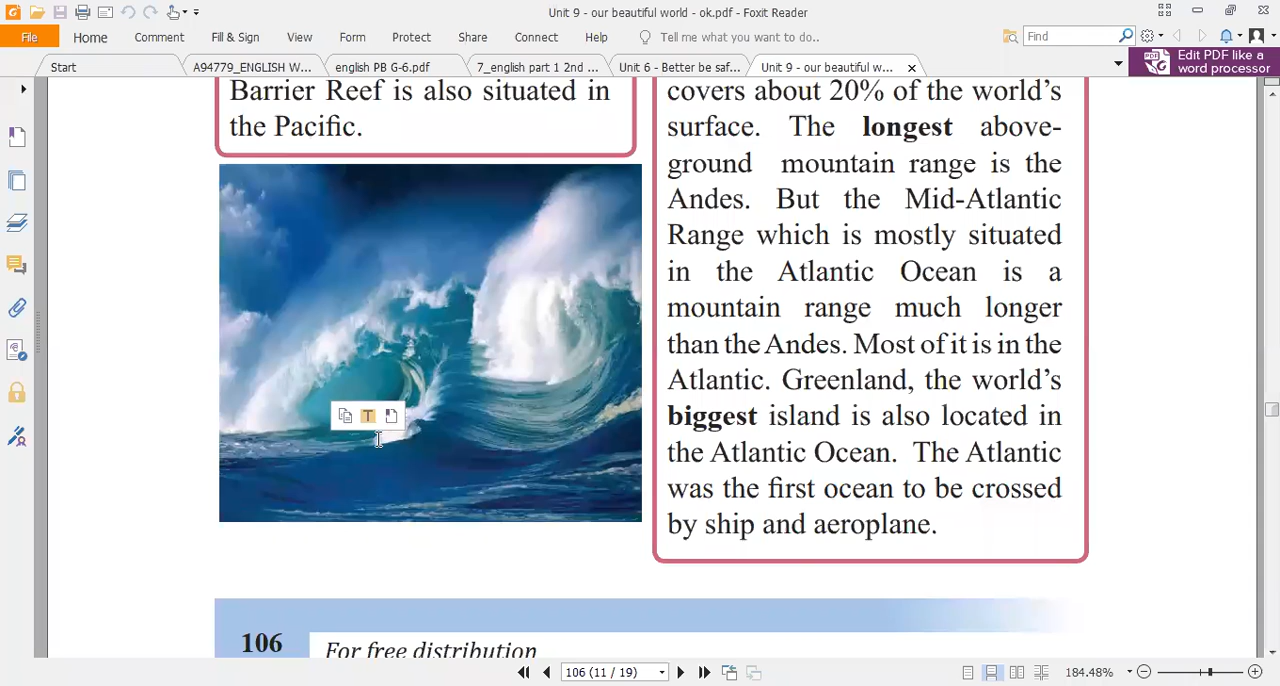 Unit 9 - our beautiful world - ok.pdf - Foxit Reader
File Home Comment Fill & Sign View Form Protect Share Connect Help Tell me what you want to do.. Find
Start A94779_ENGLISH W... english PB G-6.pdf 7_english part 1 2nd ... Unit 6 - Better be saf... Unit 9 - our beautiful w...
Edit PDF like a
word processor
Barrier Reef is also situated in
the Pacific.
covers about 20% of the world's
surface. The longest above-
ground mountain range is the
Andes. But the Mid-Atlantic
Range which is mostly situated
in the Atlantic Ocean is a
mountain range much longer
than the Andes. Most of it is in the
Atlantic. Greenland, the world's
biggest island is also located in
the Atlantic Ocean. The Atlantic
was the first ocean to be crossed
by ship and aeroplane.
106
For free distribution
106 (11 / 19) 184.48%